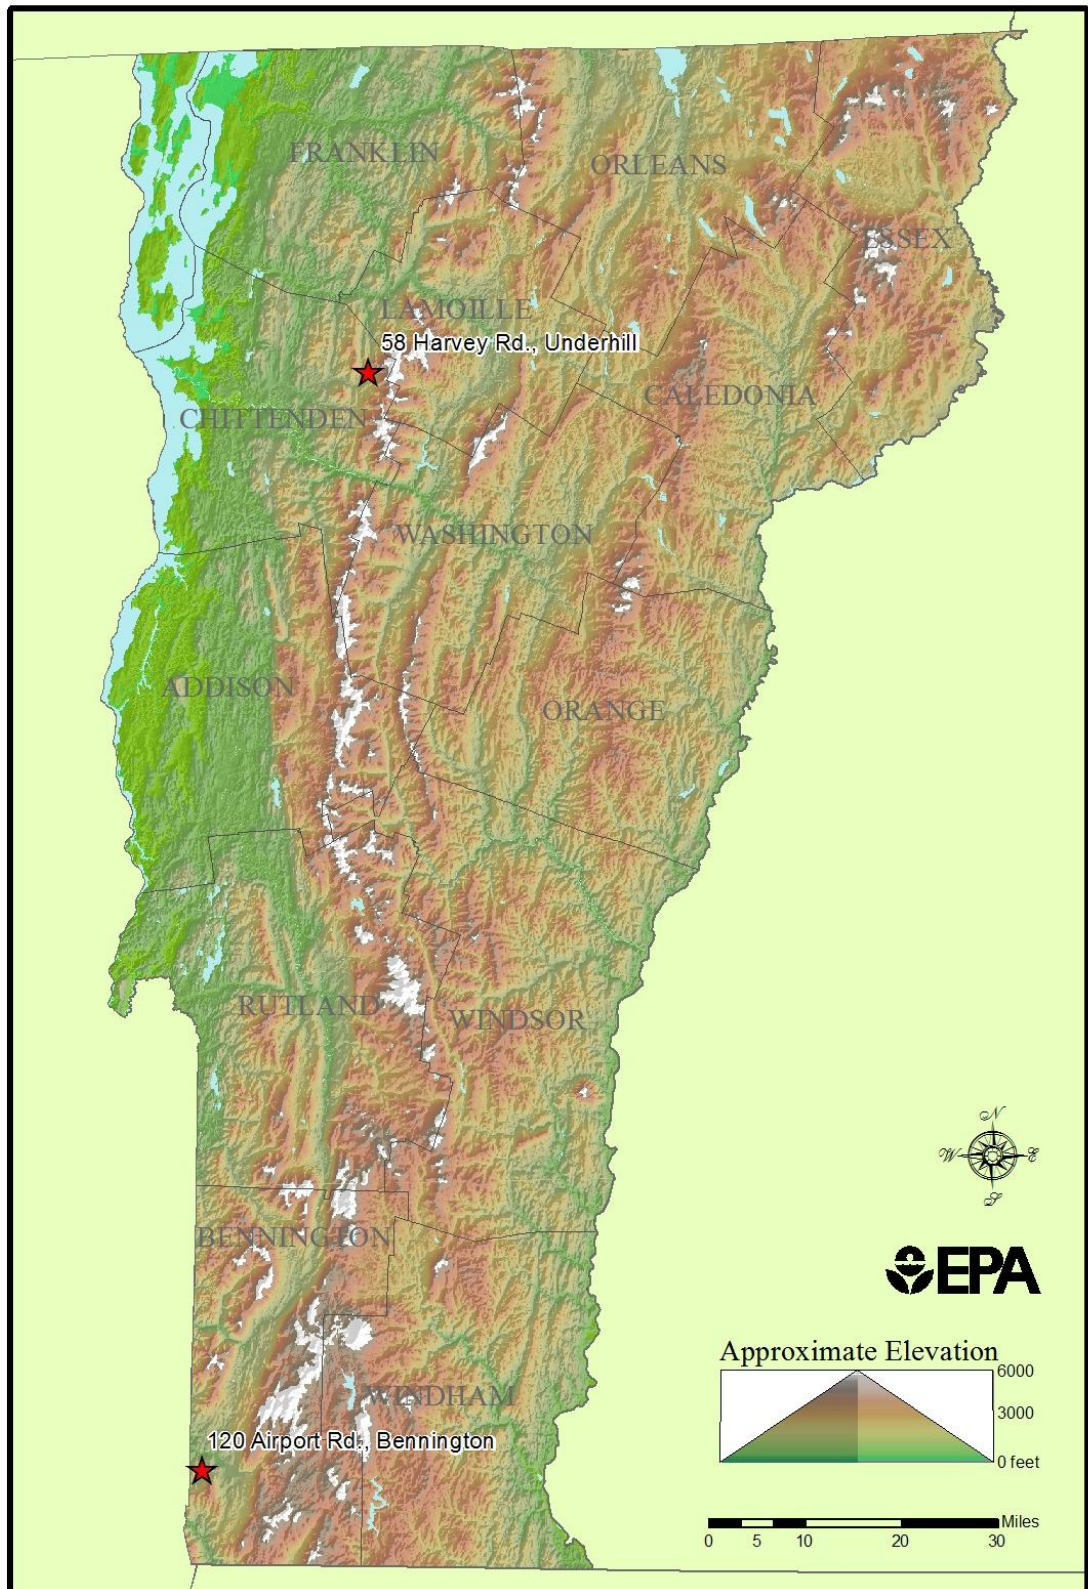 FRANKLIN
ORLEANS
ESSEX
LAMOILLE
58 Harvey Rd., Underhill
CALEDONIA
CHITTENDEN
WASHINGTON
ADDISON
ORANGE
RUTLAND
WINDSOR
N
W E
S
BENNINGTON
EPA
Approximate Elevation
6000
3000
0 feet
WINDHAM
120 Airport Rd., Bennington
Miles
0 5 10 20 30